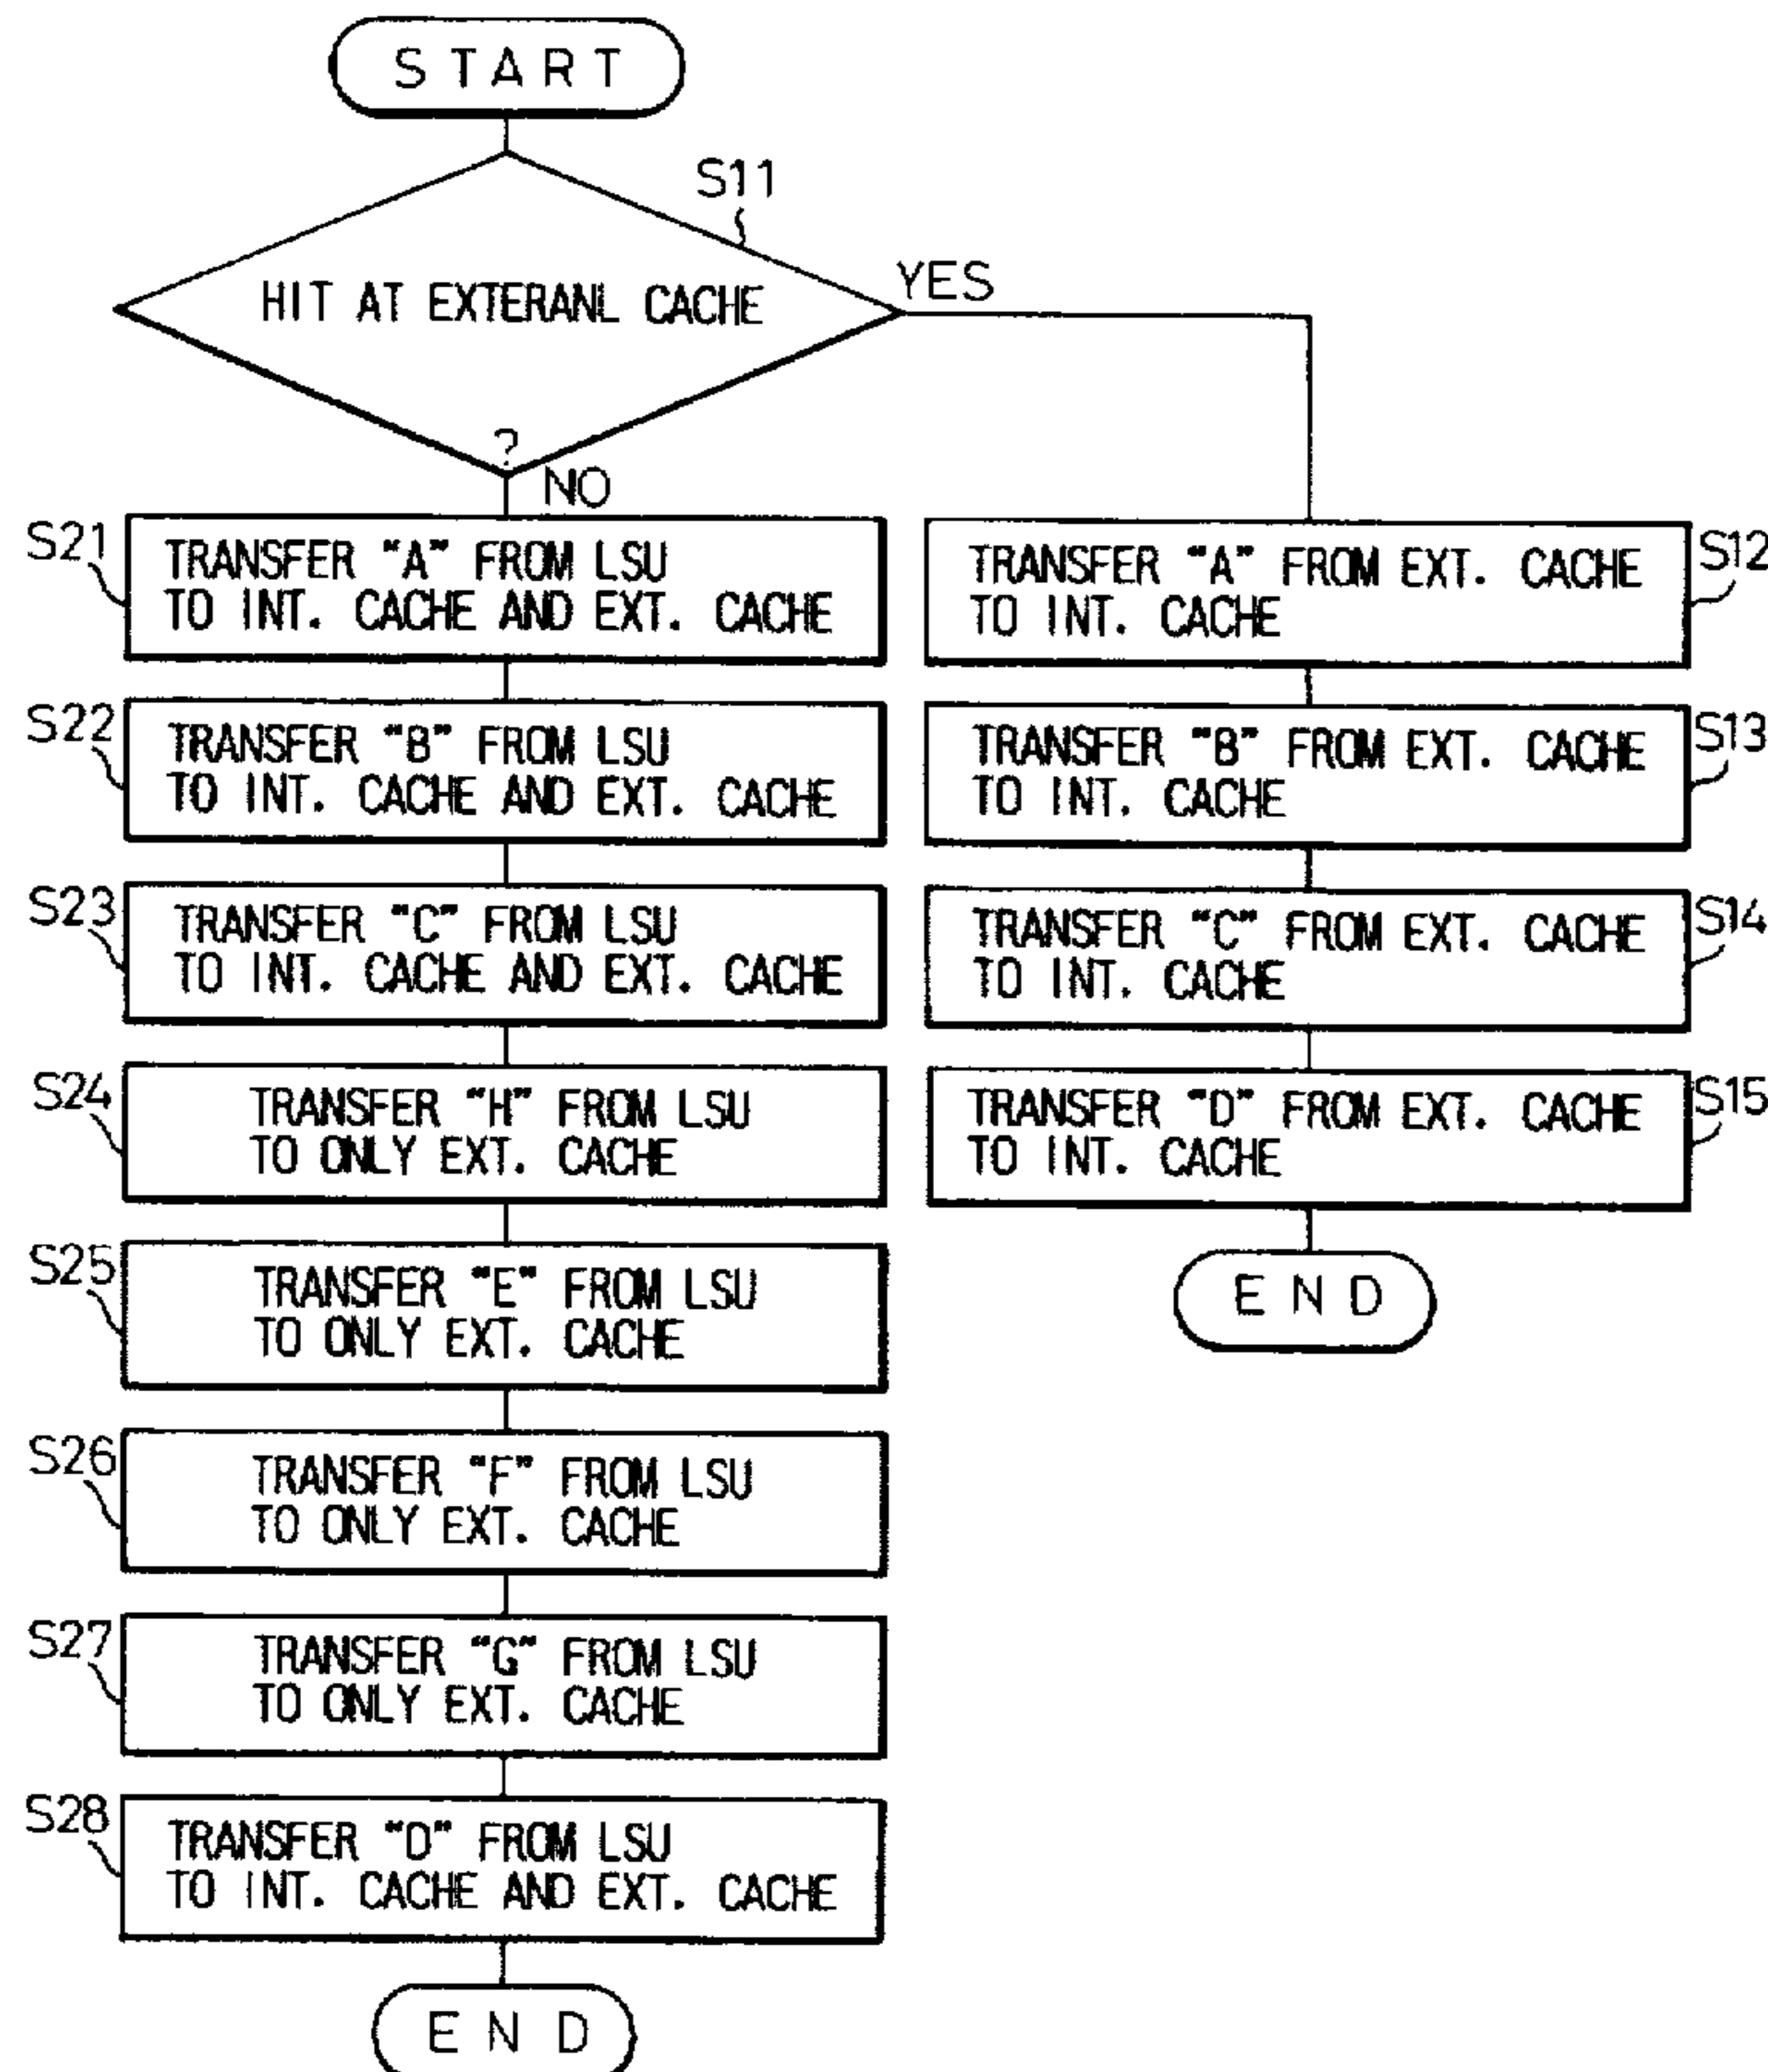 START
S11
HIT AT EXTERANL CACHE
?
YES
NO
S21
TRANSFER "A" FROM LSU
TO INT. CACHE AND EXT. CACHE
S22
TRANSFER "B" FROM LSU
TO INT. CACHE AND EXT. CACHE
S23
TRANSFER "C" FROM LSU
TO INT. CACHE AND EXT. CACHE
S24
TRANSFER "H" FROM LSU
TO ONLY EXT. CACHE
S25
TRANSFER "E" FROM LSU
TO ONLY EXT. CACHE
S26
TRANSFER "F" FROM LSU
TO ONLY EXT. CACHE
S27
TRANSFER "G" FROM LSU
TO ONLY EXT. CACHE
S28
TRANSFER "D" FROM LSU
TO INT. CACHE AND EXT. CACHE
END
S12
TRANSFER "A" FROM EXT. CACHE
TO INT. CACHE
S13
TRANSFER "B" FROM EXT. CACHE
TO INT. CACHE
S14
TRANSFER "C" FROM EXT. CACHE
TO INT. CACHE
S15
TRANSFER "D" FROM EXT. CACHE
TO INT. CACHE
END